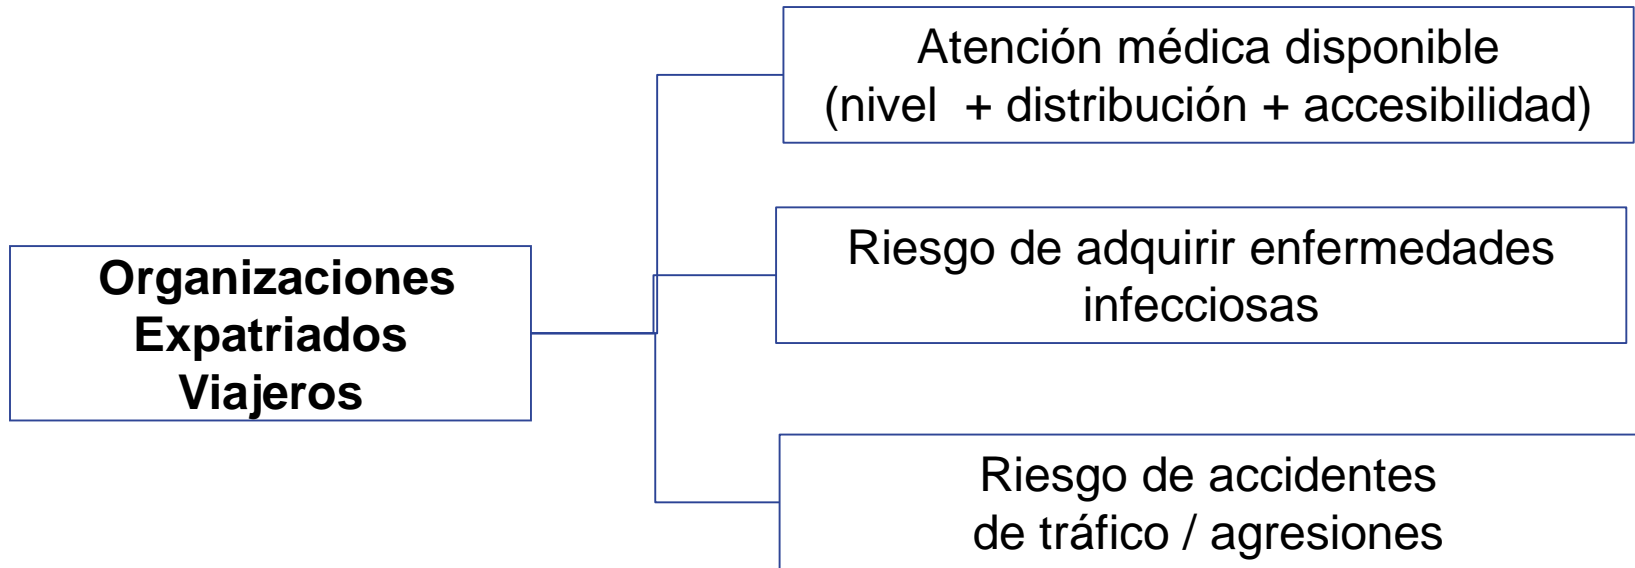 Organizaciones
Expatriados
Viajeros
Atención médica disponible
(nivel + distribución + accesibilidad)
Riesgo de adquirir enfermedades
infecciosas
Riesgo de accidentes
de tráfico / agresiones